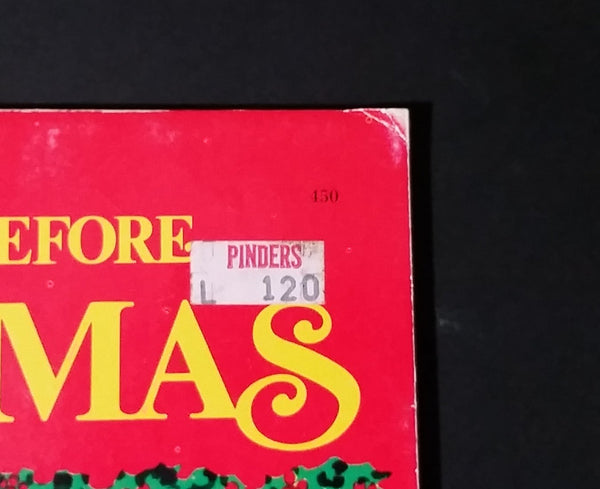 450
EFORE
PINDERS
L 120
MAS